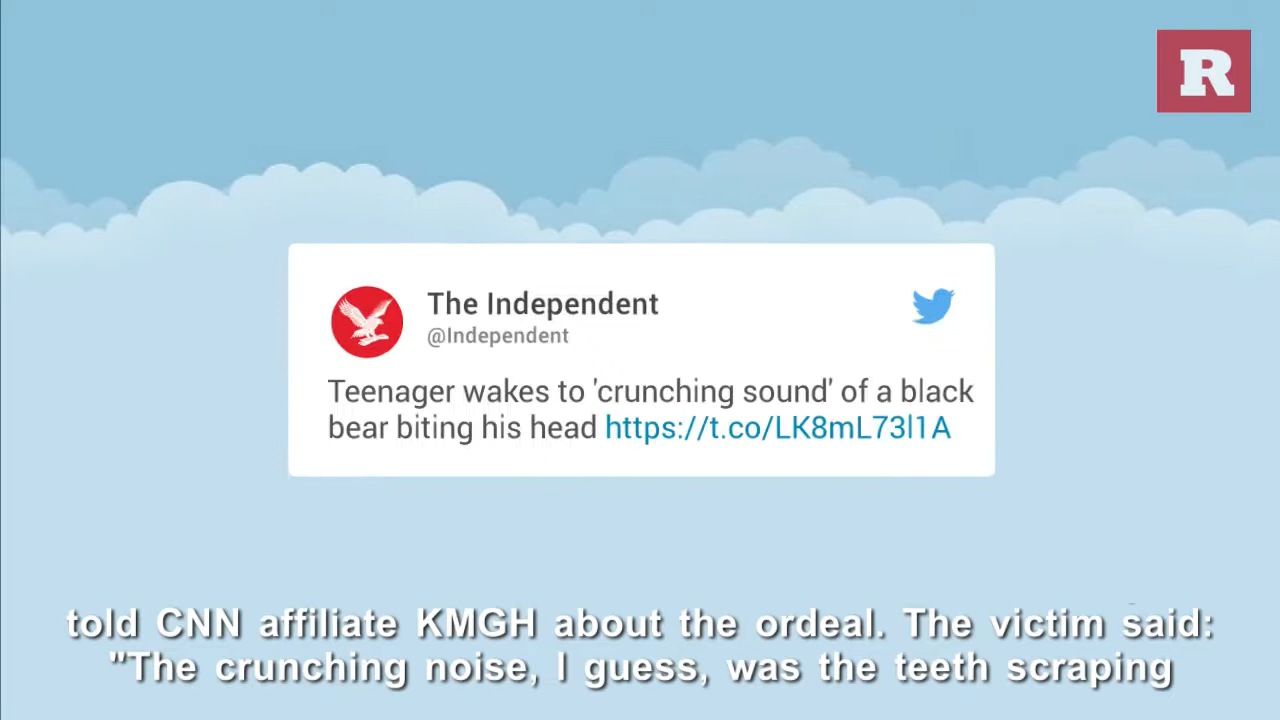 R
The Independent
@Independent
Teenager wakes to 'crunching sound' of a black
bear biting his head https://t.co/LK8mL73l1A
told CNN affiliate KMGH about the ordeal. The victim said:
"The crunching noise, I guess, was the teeth scraping